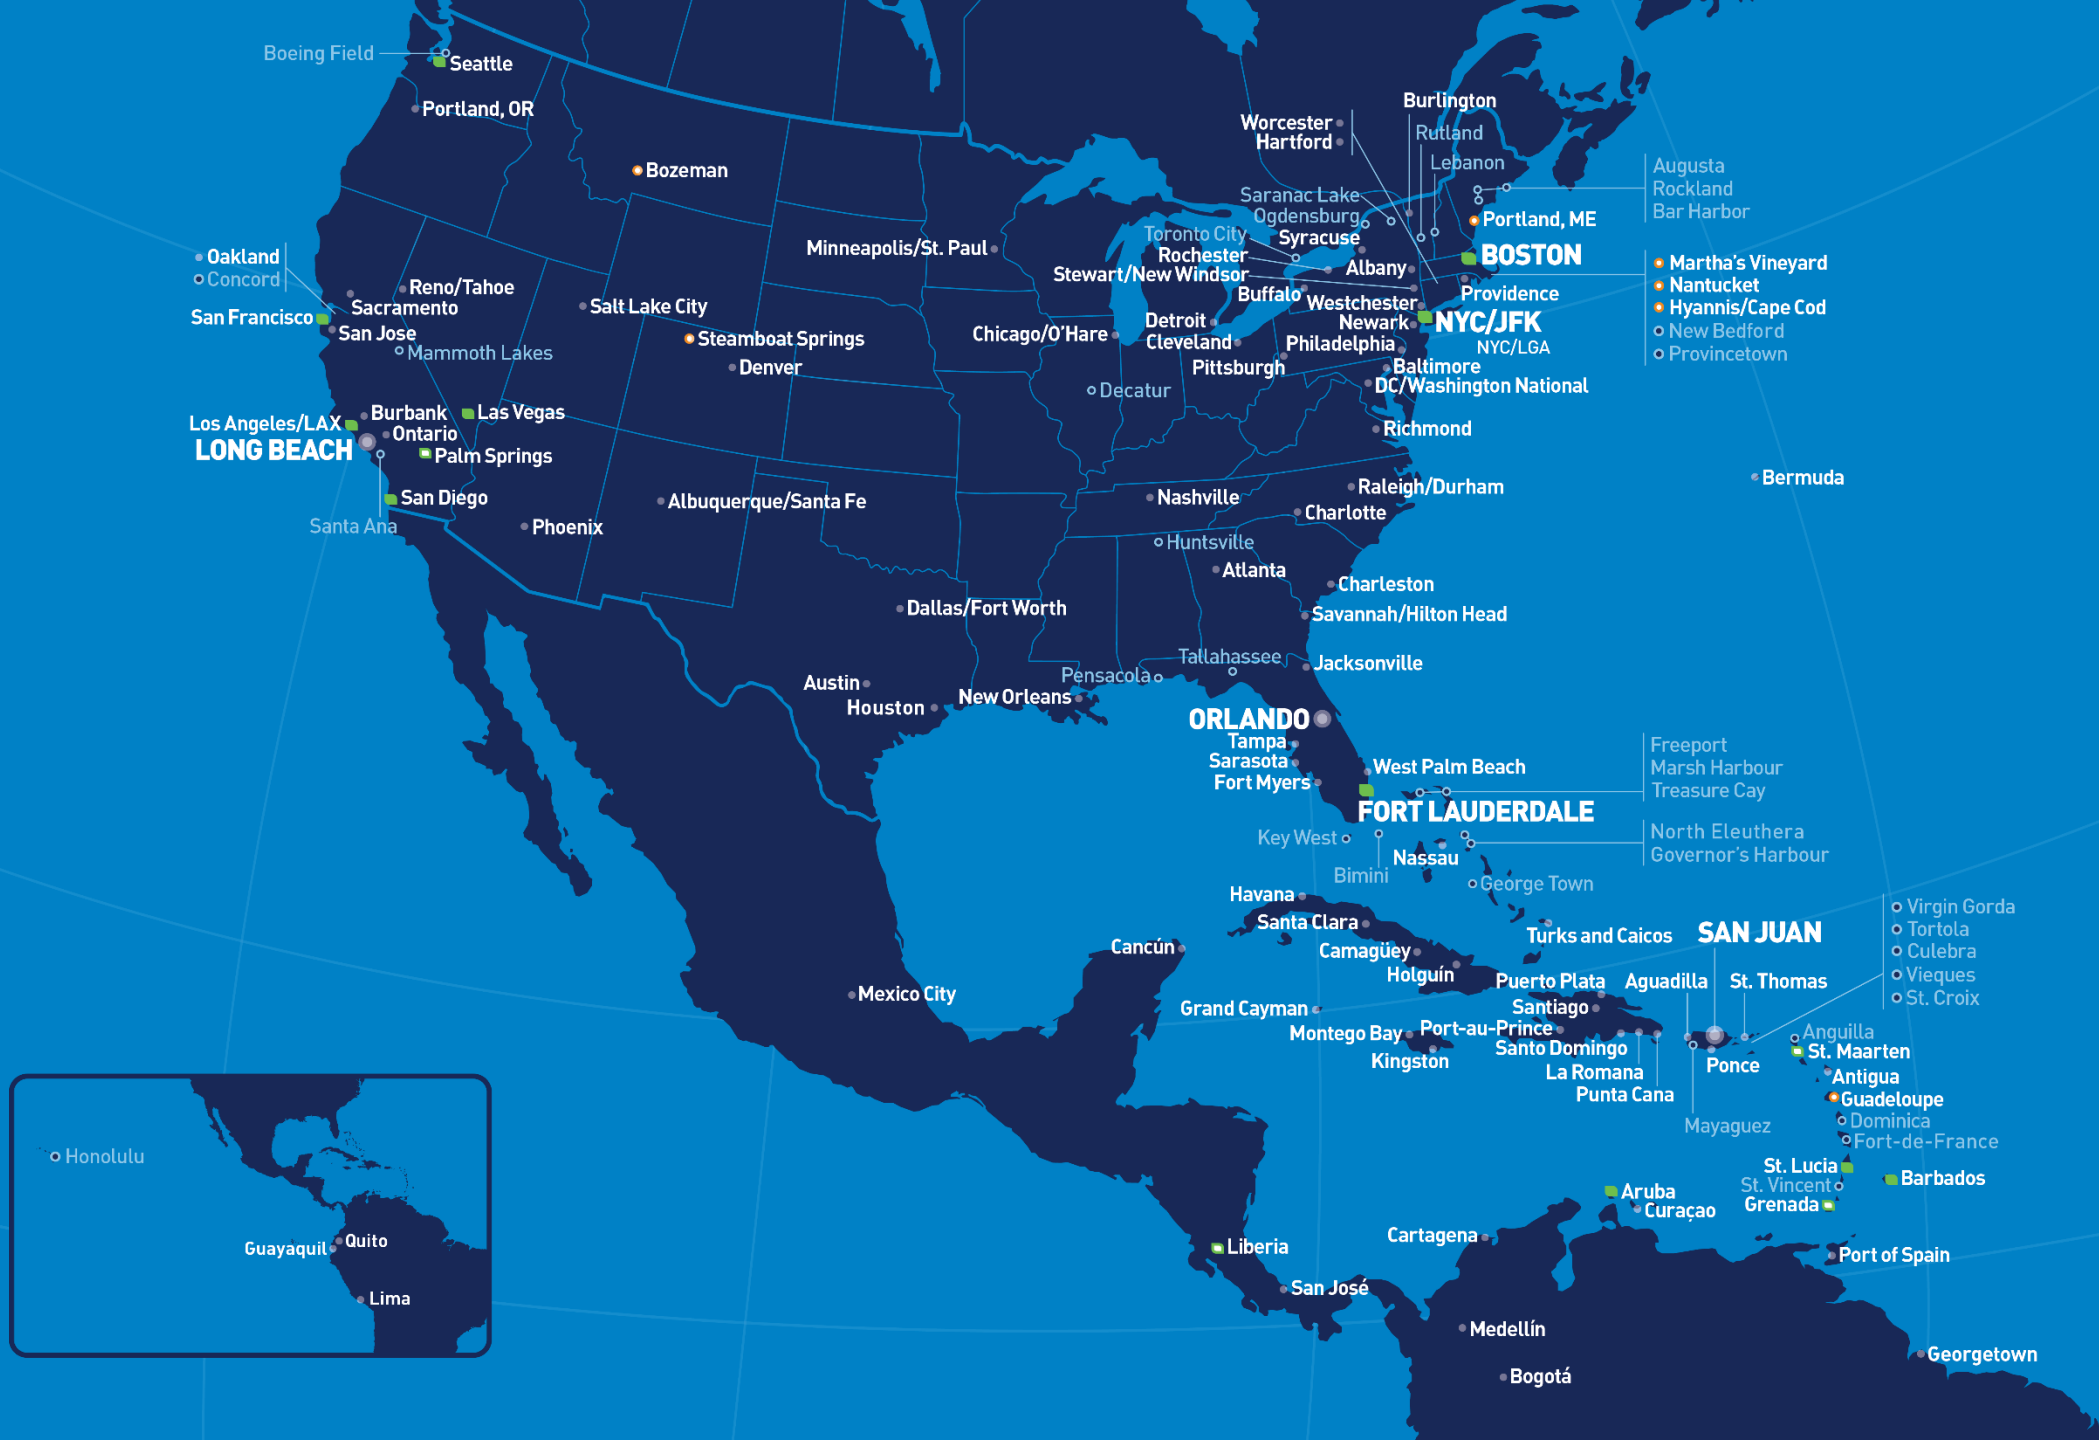 Boeing Field
Seattle
Portland, OR
Bozeman
Minneapolis/St. Paul
Oakland
Concord
San Francisco
Reno/Tahoe
Sacramento
San Jose
Mammoth Lakes
Salt Lake City
Steamboat Springs
Denver
Chicago/O'Hare
Decatur
Los Angeles/LAX
LONG BEACH
Burbank
Ontario
Las Vegas
Palm Springs
San Diego
Santa Ana
Phoenix
Albuquerque/Santa Fe
Dallas/Fort Worth
Austin
Houston
New Orleans
Worcester
Hartford
Burlington
Rutland
Lebanon
Saranac Lake
Ogdensburg
Toronto City
Syracuse
Rochester
Stewart/New Windsor
Albany
Buffalo
Westchester
Detroit
Newark
Cleveland
Philadelphia
Pittsburgh
Augusta
Rockland
Bar Harbor
Portland, ME
BOSTON
Providence
Martha's Vineyard
Nantucket
Hyannis/Cape Cod
New Bedford
Provincetown
NYC/JFK
NYC/LGA
Baltimore
DC/Washington National
Richmond
Bermuda
Nashville
Raleigh/Durham
Charlotte
Huntsville
Atlanta
Charleston
Savannah/Hilton Head
Tallahassee
Pensacola
Jacksonville
ORLANDO
Tampa
Sarasota
Fort Myers
West Palm Beach
FORT LAUDERDALE
Freeport
Marsh Harbour
Treasure Cay
North Eleuthera
Governor's Harbour
Key West
Bimini
Nassau
George Town
Havana
Santa Clara
Camagüey
Holguín
Cancún
Mexico City
Grand Cayman
Montego Bay
Kingston
Turks and Caicos
SAN JUAN
Puerto Plata
Aguadilla
St. Thomas
Santiago
Port-au-Prince
Santo Domingo
La Romana
Punta Cana
Ponce
Mayaguez
Virgin Gorda
Tortola
Culebra
Vieques
St. Croix
Anguilla
St. Maarten
Antigua
Guadeloupe
Dominica
Fort-de-France
St. Lucia
St. Vincent
Barbados
Grenada
Aruba
Curaçao
Cartagena
Port of Spain
Liberia
San José
Medellín
Bogotá
Georgetown
Honolulu
Quito
Guayaquil
Lima